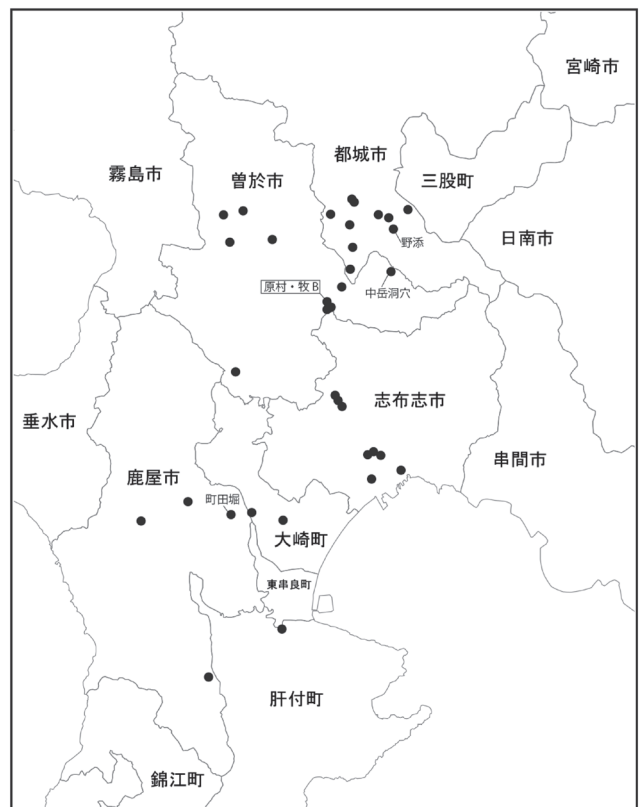 宮崎市
都城市
霧島市
曽於市
三股町
日南市
野添
原村・牧B
中岳洞穴
志布志市
垂水市
串間市
鹿屋市
町田堀
大崎町
東串良町
肝付町
錦江町